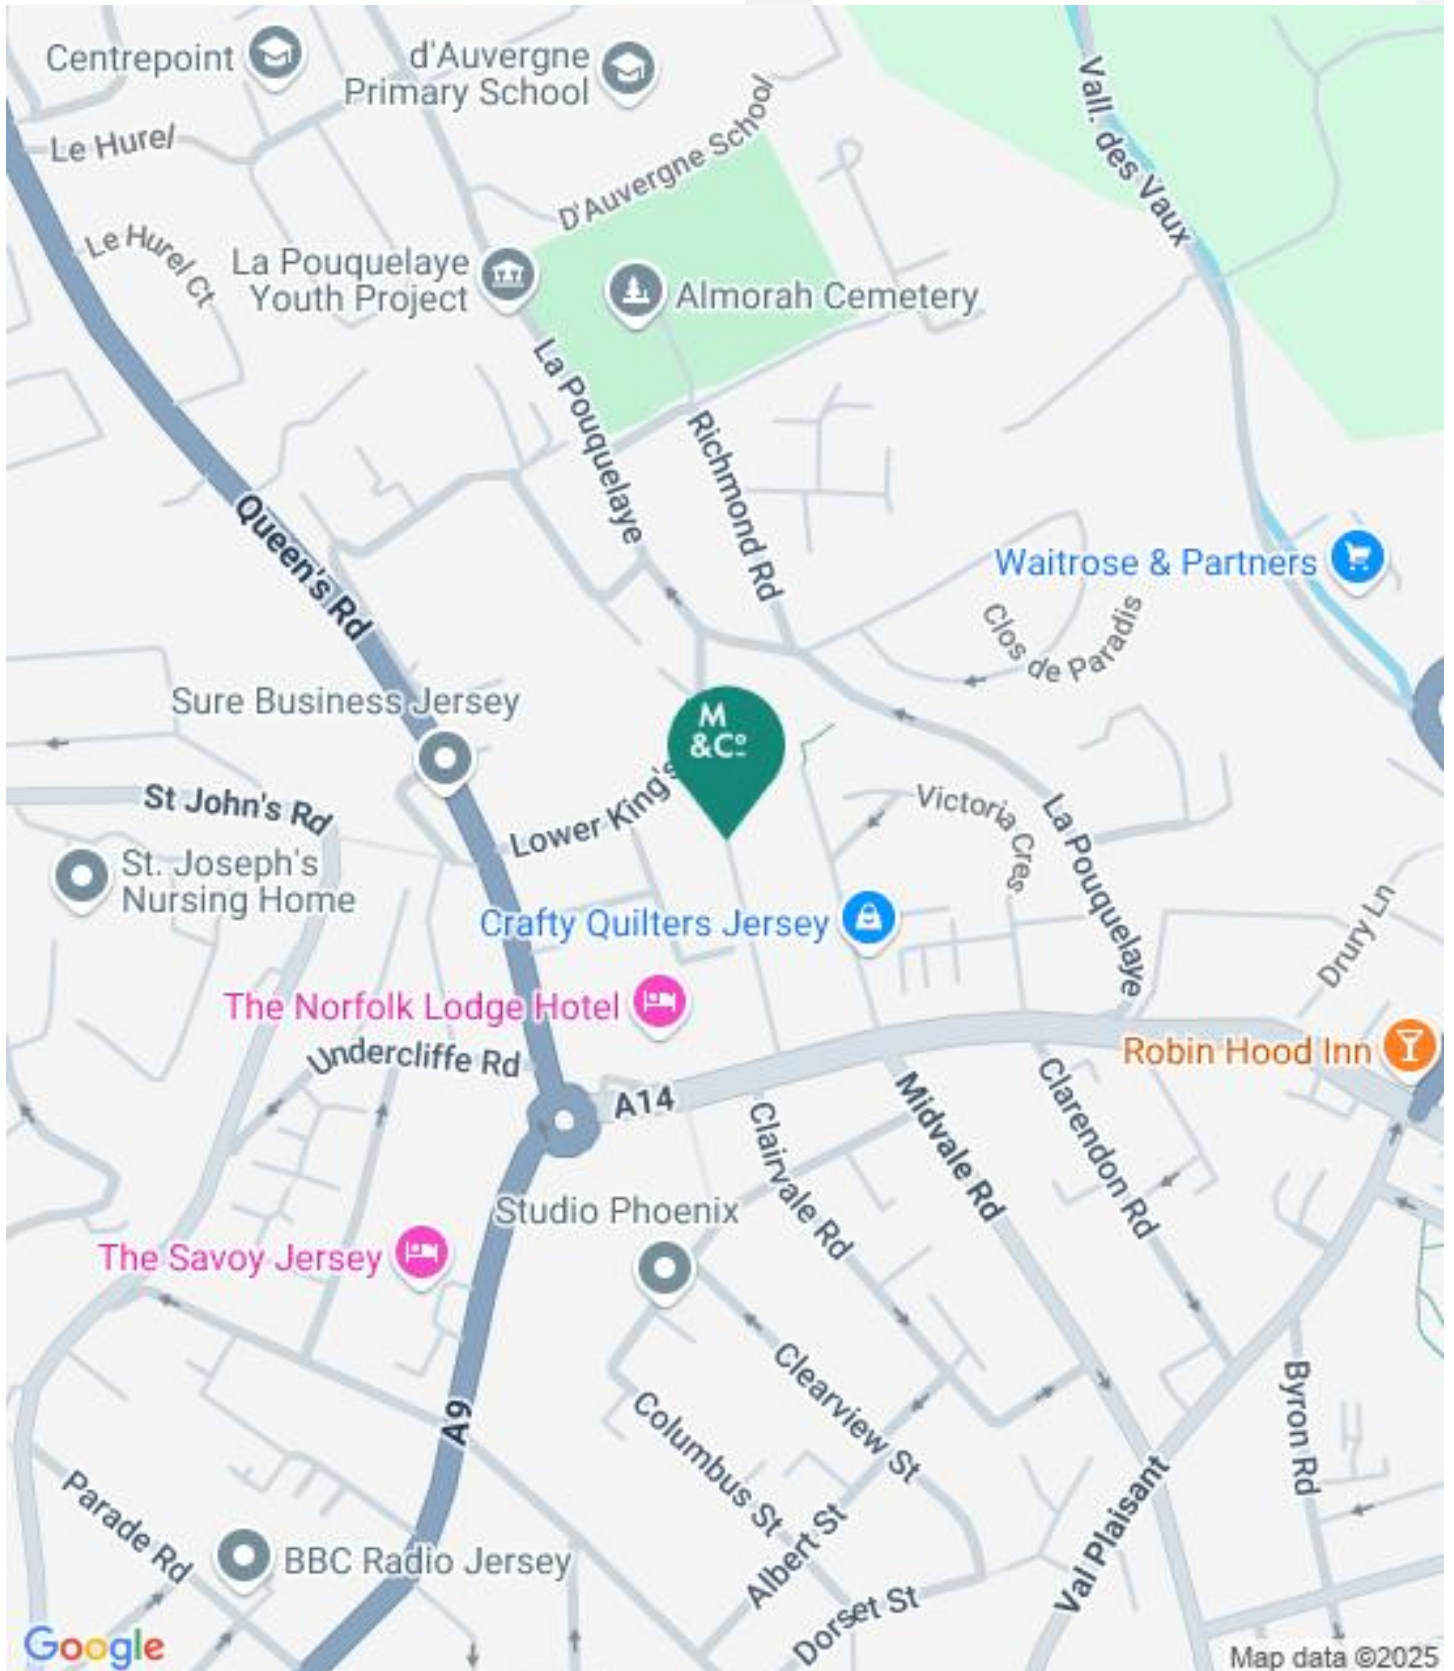 Centrepoint
d'Auvergne
Primary School
Le Hurel
D'Auvergne School
Vall. des Vaux
Le Hurel Ct
La Pouquelaye
Youth Project
Almorah Cemetery
La Pouquelaye
Richmond Rd
Queen's Rd
Waitrose & Partners
Clos de Paradis
Sure Business Jersey
M
&Co
St John's Rd
Lower King's
Victoria Cres
La Pouquelaye
St. Joseph's
Nursing Home
Crafty Quilters Jersey
Drury Ln
The Norfolk Lodge Hotel
Undercliffe Rd
Robin Hood Inn
A14
Clairvale Rd
Midvale Rd
Clarendon Rd
Studio Phoenix
The Savoy Jersey
Clearview St
Columbus St
A9
Byron Rd
Parade Rd
Albert St
Val Plaisant
BBC Radio Jersey
Dorset St
Google
Map data ©2025